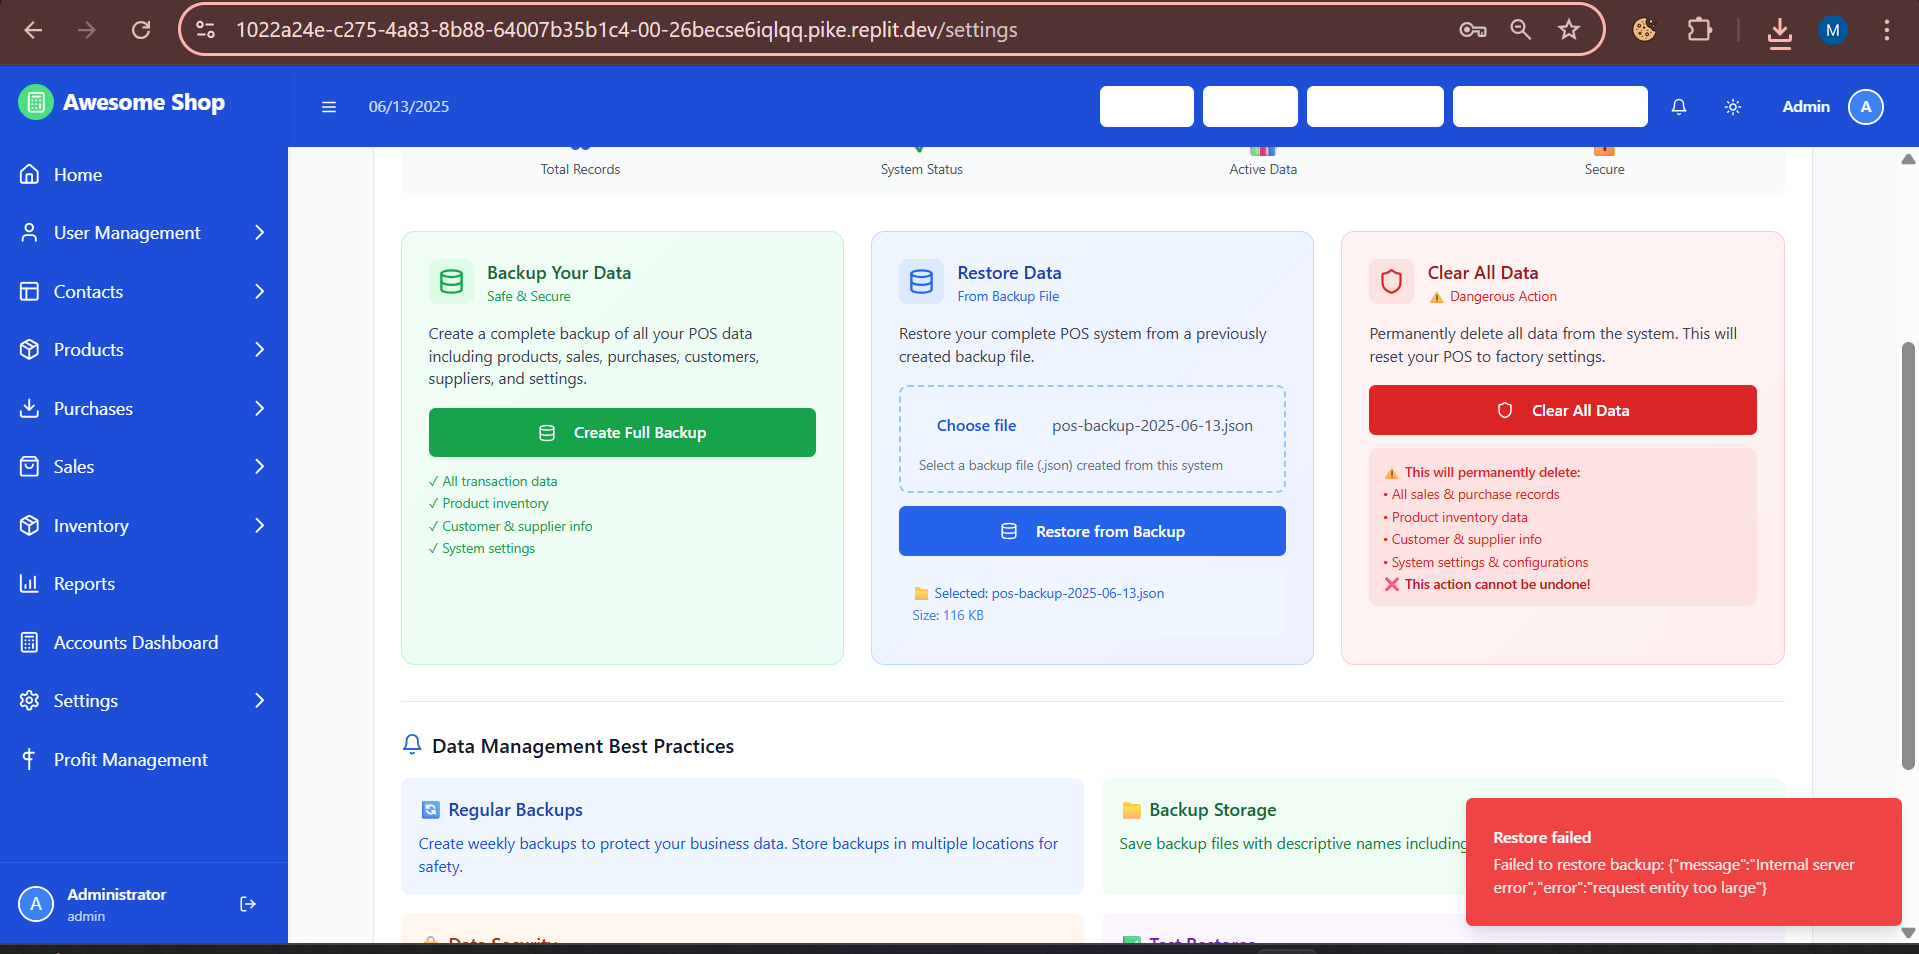 1022a24e-c275-4a83-8b88-64007b35b1c4-00-26becse6iqlqq.pike.replit.dev/settings
M
Awesome Shop
06/13/2025
Admin
A
Home
User Management
Contacts
Products
Purchases
Sales
Inventory
Reports
Accounts Dashboard
Settings
Profit Management
A
Administrator
admin
Total Records
System Status
Active Data
Secure
Backup Your Data
Safe & Secure
Create a complete backup of all your POS data
including products, sales, purchases, customers,
suppliers, and settings.
Create Full Backup
✓ All transaction data
✓ Product inventory
✓ Customer & supplier info
✓ System settings
Restore Data
From Backup File
Restore your complete POS system from a previously
created backup file.
Choose file pos-backup-2025-06-13.json
Select a backup file (.json) created from this system
Restore from Backup
Selected: pos-backup-2025-06-13.json
Size: 116 KB
Clear All Data
⚠️ Dangerous Action
Permanently delete all data from the system. This will
reset your POS to factory settings.
Clear All Data
⚠️ This will permanently delete:
• All sales & purchase records
• Product inventory data
• Customer & supplier info
• System settings & configurations
❌ This action cannot be undone!
Data Management Best Practices
Regular Backups
Create weekly backups to protect your business data. Store backups in multiple locations for
safety.
Backup Storage
Save backup files with descriptive names including
Data Security
Test Restores
Restore failed
Failed to restore backup: {"message":"Internal server
error","error":"request entity too large"}